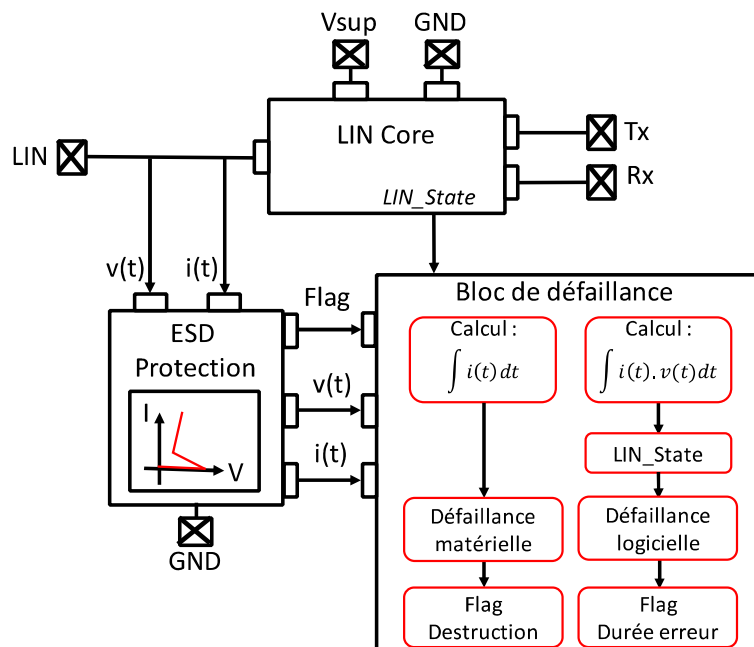 Vsup
GND
LIN
LIN Core
Tx
Rx
LIN_State
v(t)
i(t)
Flag
Bloc de défaillance
ESD
Protection
I
V
v(t)
i(t)
GND
Calcul :
∫ i(t) dt
Calcul :
∫ i(t). v(t)dt
LIN_State
Défaillance
matérielle
Défaillance
logicielle
Flag
Destruction
Flag
Durée erreur